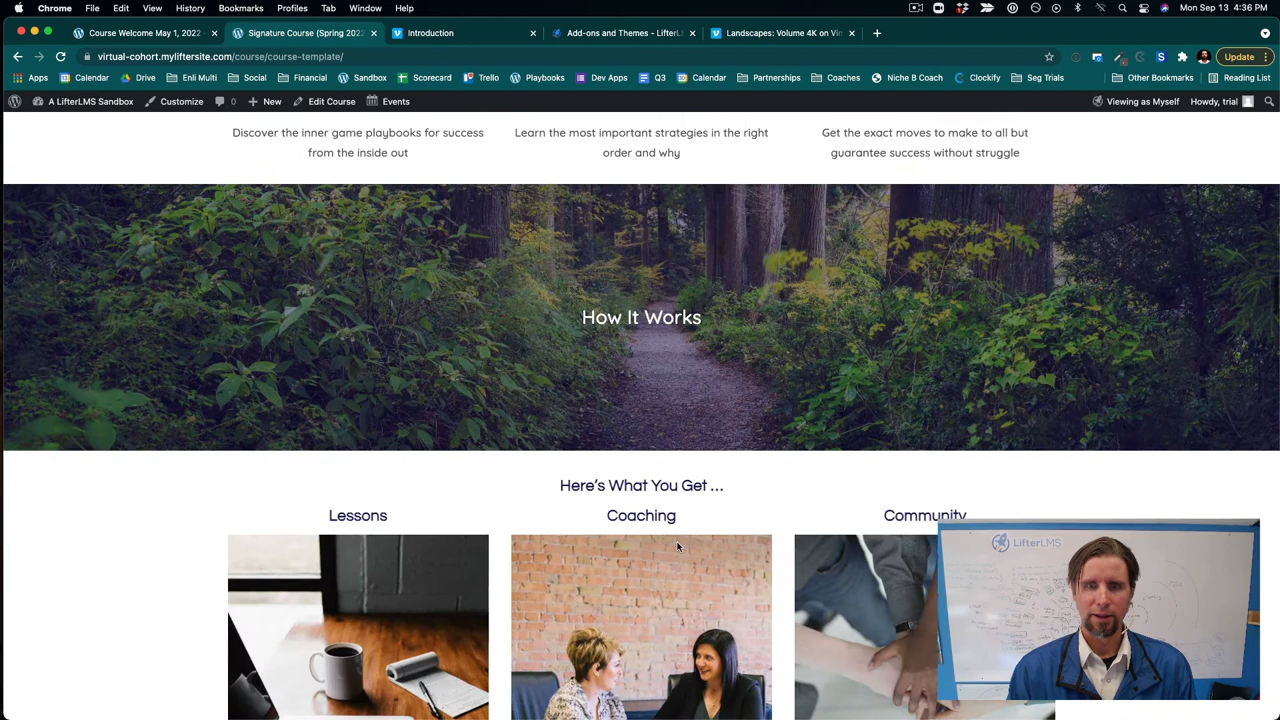 Chrome File Edit View History Bookmarks Profiles Tab Window Help Mon Sep 13 4:36 PM
Course Welcome May 1, 2022 - Signature Course (Spring 2022 Introduction Add-ons and Themes - LifterL Landscapes: Volume 4K on Vim
virtual-cohort.myliftersite.com/course/course-template/ Update
Apps Calendar Drive Enli Multi Social Financial Sandbox Scorecard Trello Playbooks Dev Apps Q3 Calendar Partnerships Coaches Niche B Coach Clockify Seg Trials Other Bookmarks Reading List
A LifterLMS Sandbox Customize 0 New Edit Course Events Viewing as Myself Howdy, trial
Discover the inner game playbooks for success
from the inside out
Learn the most important strategies in the right
order and why
Get the exact moves to make to all but
guarantee success without struggle
How It Works
Here's What You Get ...
Lessons
Coaching
Community
LifterLMS